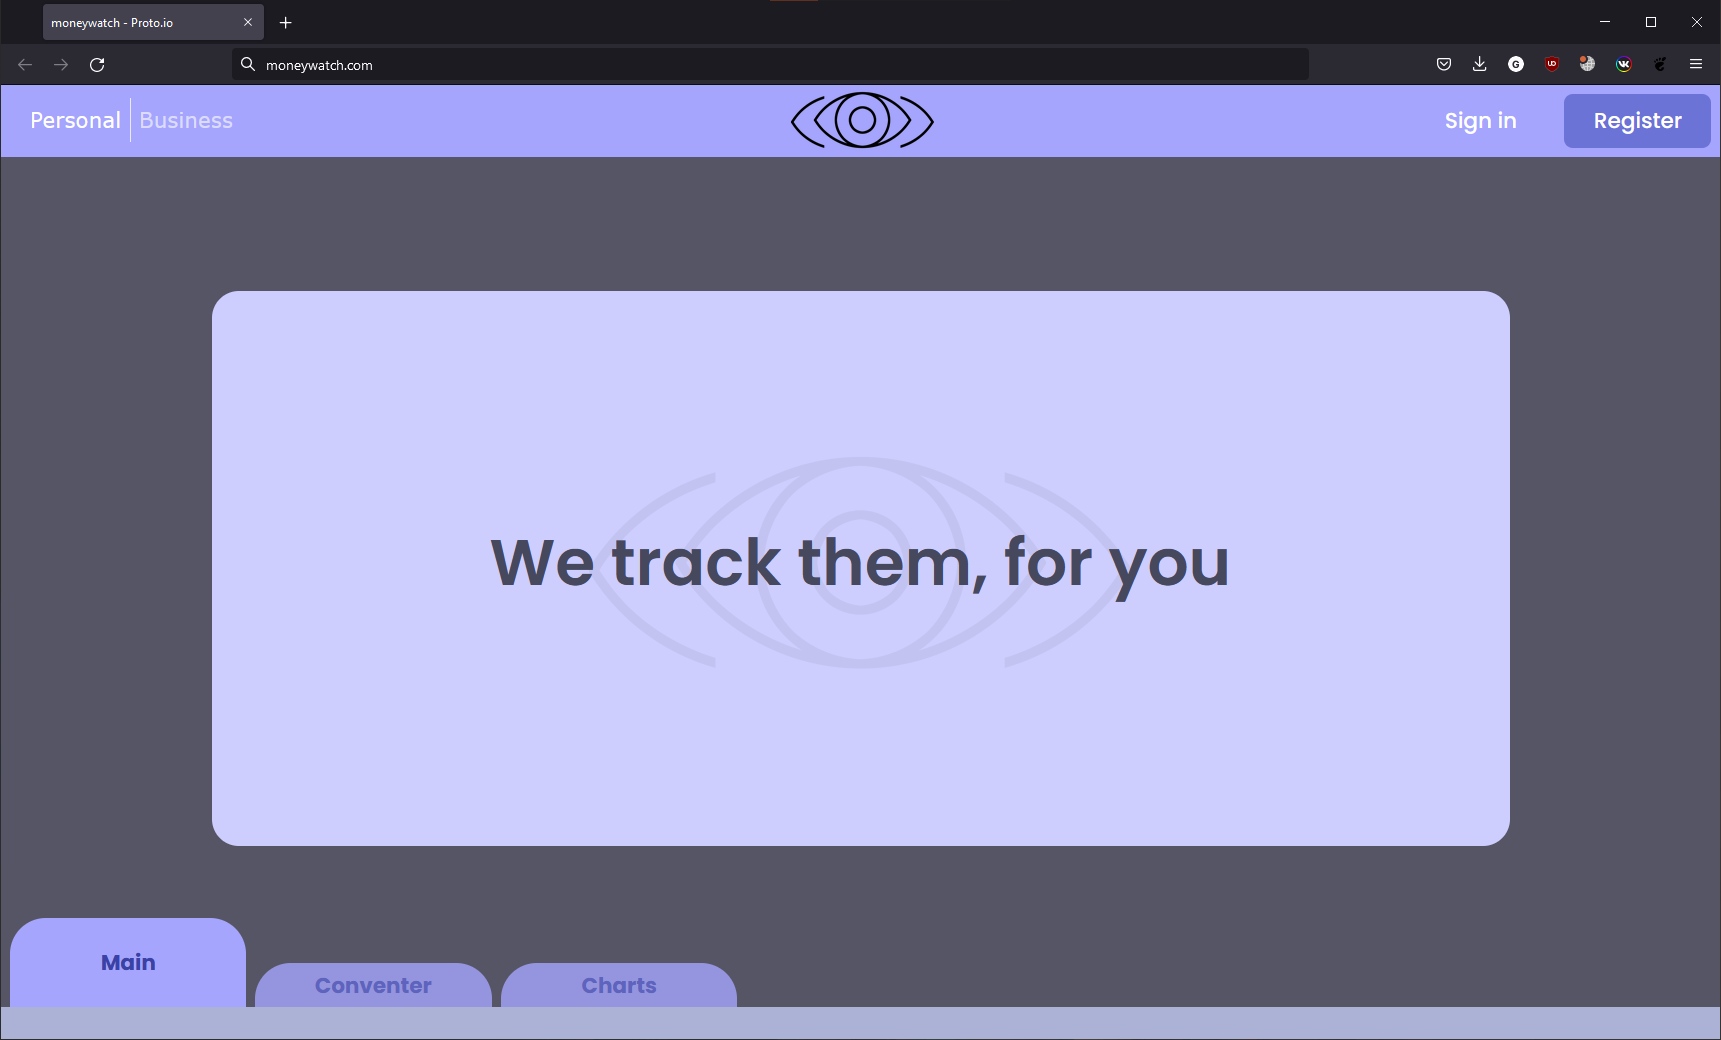 moneywatch - Proto.io
moneywatch.com
Personal
Business
Sign in
Register
We track them, for you
Main
Conventer
Charts